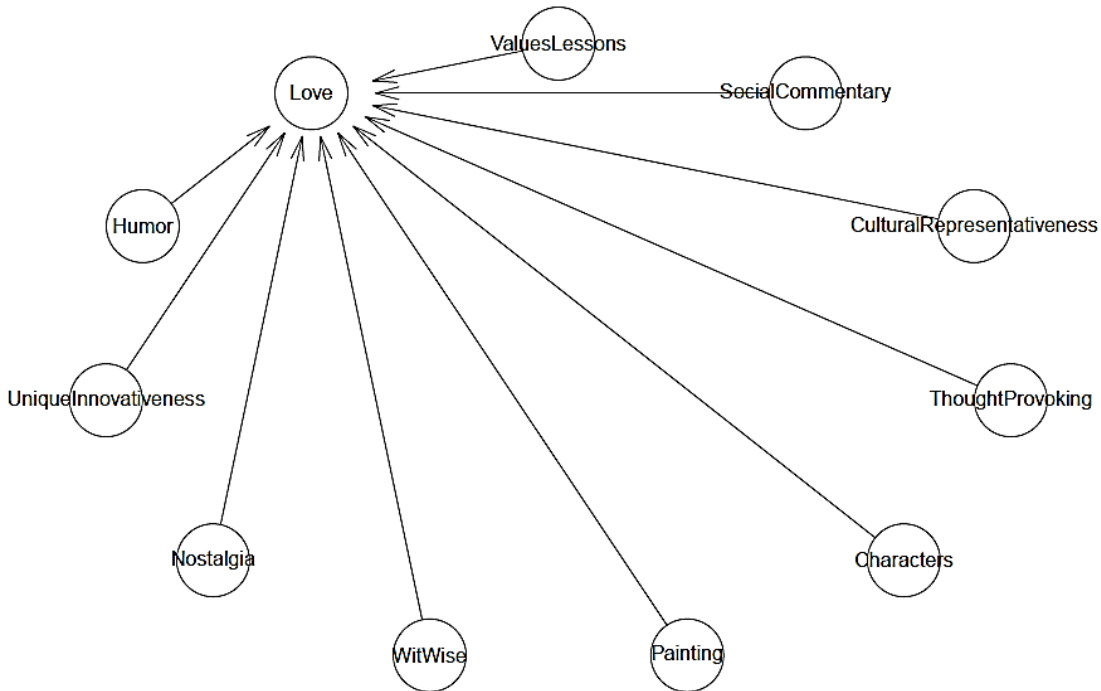 ValuesLessons
Love
SocialCommentary
Humor
CulturalRepresentativeness
UniqueInnovativeness
ThoughtProvoking
Nostalgia
Characters
WitWise
Painting